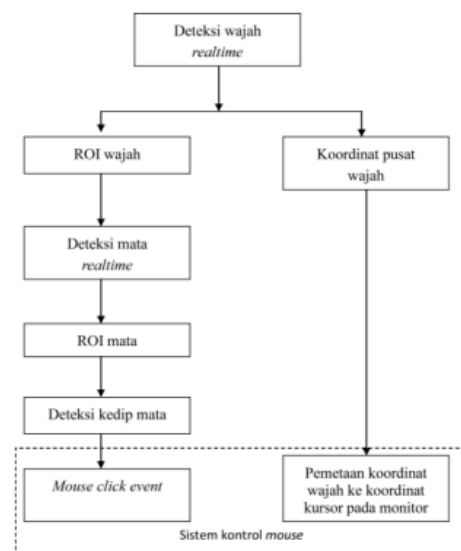 Deteksi wajah
realtime
ROI wajah
Koordinat pusat
wajah
Deteksi mata
realtime
ROI mata
Deteksi kedip mata
Mouse click event
Pemetaan koordinat
wajah ke koordinat
kursor pada monitor
Sistem kontrol mouse